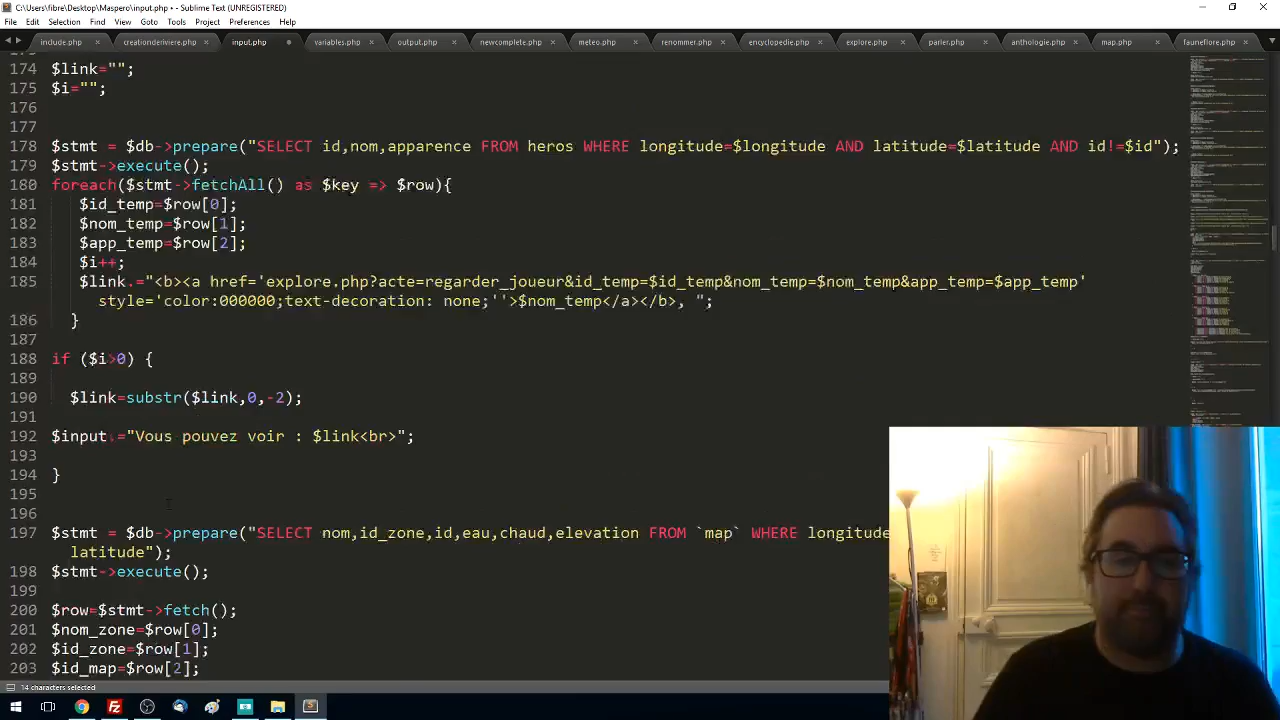 C:\Users\fibre\Desktop\Maspero\input.php • - Sublime Text (UNREGISTERED)
File Edit Selection Find View Goto Tools Project Preferences Help
include.php creationderiviere.php input.php variables.php output.php newcomplete.php meteo.php renommer.php encyclopedie.php explore.php parler.php anthologie.php map.php fauneflore.php
174 $link="";
175 $i="";
176
177
178 $stmt = $db->prepare("SELECT id,nom,apparence FROM heros WHERE longitude=$longitude AND latitude=$latitude AND id!=$id");
179 $stmt->execute();
180 foreach($stmt->fetchAll() as $key => $row){
181 $id_temp=$row[0];
182 $nom_temp=$row[1];
183 $app_temp=$row[2];
184 $i++;
185 $link.="<b><a href='explore.php?acte=regarder_joueur&id_temp=$id_temp&nom_temp=$nom_temp&app_temp=$app_temp'
style='color:000000;text-decoration: none;''>$nom_temp</a></b>, ";
186 }
187
188 if ($i>0) {
189
190 $link=substr($link,0,-2);
191
192 $input.="Vous pouvez voir : $link<br>";
193
194 }
195
196
197 $stmt = $db->prepare("SELECT nom,id_zone,id,eau,chaud,elevation FROM `map` WHERE longitude
latitude");
198 $stmt->execute();
199
200 $row=$stmt->fetch();
201 $nom_zone=$row[0];
202 $id_zone=$row[1];
203 $id_map=$row[2];
14 characters selected